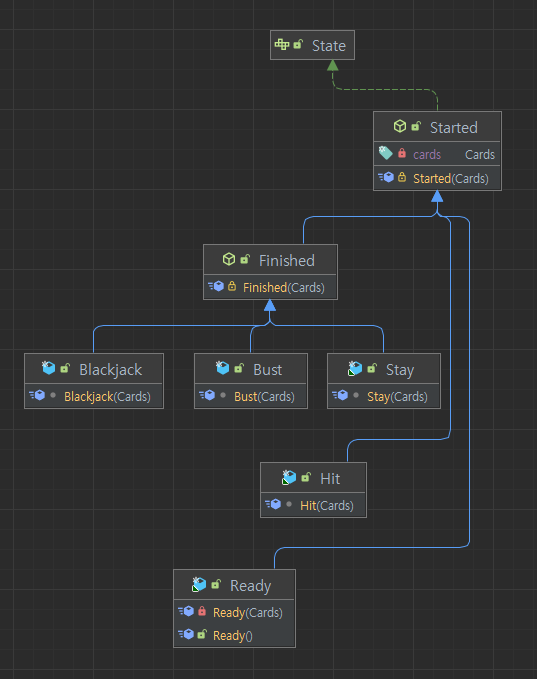 State
Started
cards Cards
Started(Cards)
Finished
Finished(Cards)
Blackjack
Blackjack(Cards)
Bust
Bust(Cards)
Stay
Stay(Cards)
Hit
Hit(Cards)
Ready
Ready(Cards)
Ready()